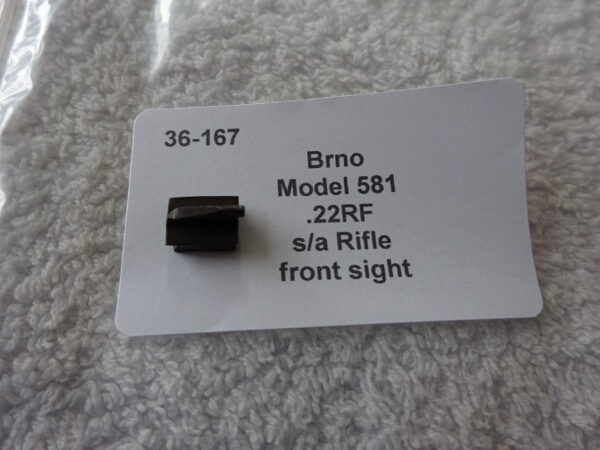 36-167
Brno
Model 581
.22RF
s/a Rifle
front sight